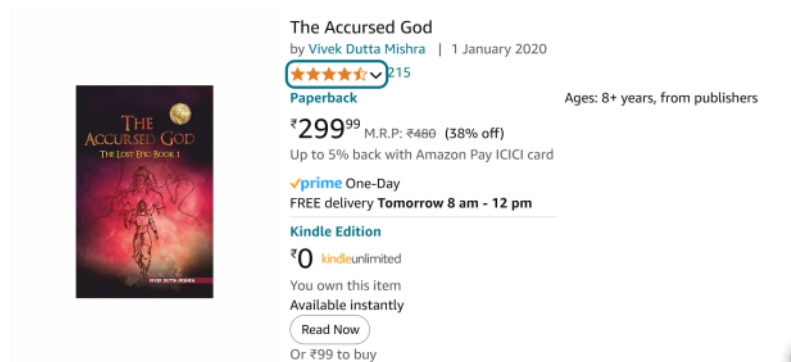 The Accursed God
by Vivek Dutta Mishra | 1 January 2020
215
Paperback
Ages: 8+ years, from publishers
₹299⁹⁹ M.R.P: ₹480 (38% off)
Up to 5% back with Amazon Pay ICICI card
prime One-Day
FREE delivery Tomorrow 8 am - 12 pm
Kindle Edition
₹0 kindleunlimited
You own this item
Available instantly
Read Now
Or ₹99 to buy
THE
ACCURSED GOD
THE LOST EPIC BOOK 1
VIVEK DUTTA MISHRA